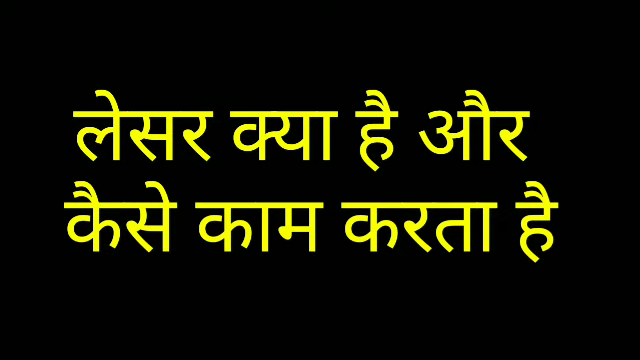 लेसर क्या है और
कैसे काम करता है